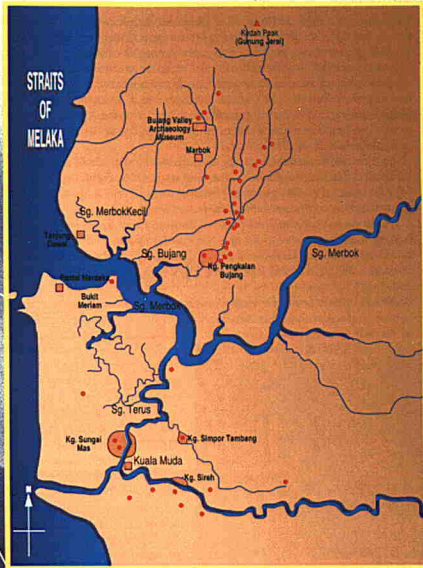 Kedah Peak
(Gunung Jerai)
STRAITS
OF
MELAKA
Bujang Valley
Archaeology
Museum
Merbok
Sg. MerbokKecil
Tanjung
Dawai
Sg. Bujang
Sg. Merbok
Kg. Pengkalan
Bujang
Pantai Merdeka
Bukit
Meriam
Sg. Merbok
Sg. Terus
Kg. Sungai
Mas
Kg. Simpor Tambang
Kuala Muda
Kg. Sireh
N